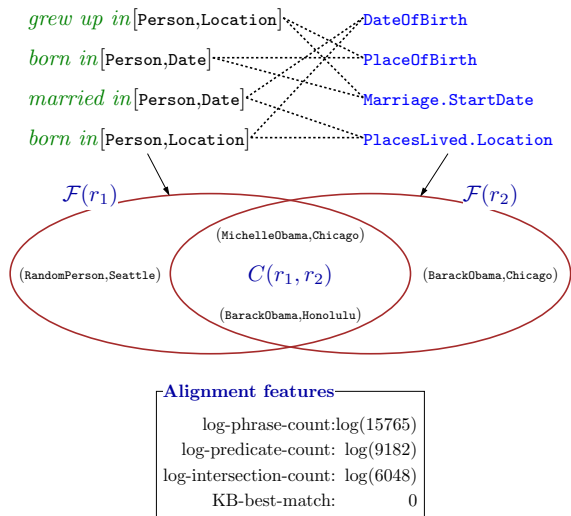 grew up in[Person,Location] DateOfBirth
born in[Person,Date] PlaceOfBirth
married in[Person,Date] Marriage.StartDate
born in[Person,Location] PlacesLived.Location
F(r₁) F(r₂)
(MichelleObama,Chicago)
(RandomPerson,Seattle) C(r₁, r₂) (BarackObama,Chicago)
(BarackObama,Honolulu)
Alignment features
log-phrase-count:log(15765)
log-predicate-count: log(9182)
log-intersection-count: log(6048)
KB-best-match: 0